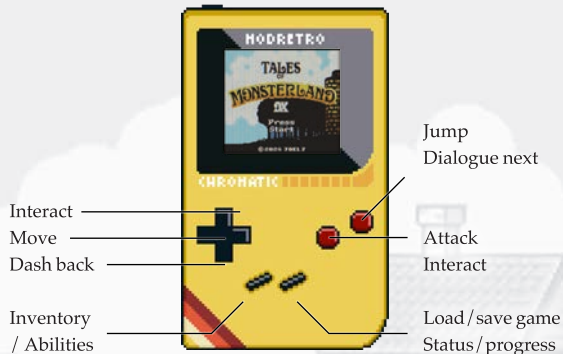 MODRETRO
TALES
OF
MONSTERLAND
DX
Press
Start
CHROMATIC
Jump
Dialogue next
Interact
Move
Dash back
Attack
Interact
Inventory
/ Abilities
Load/save game
Status/progress